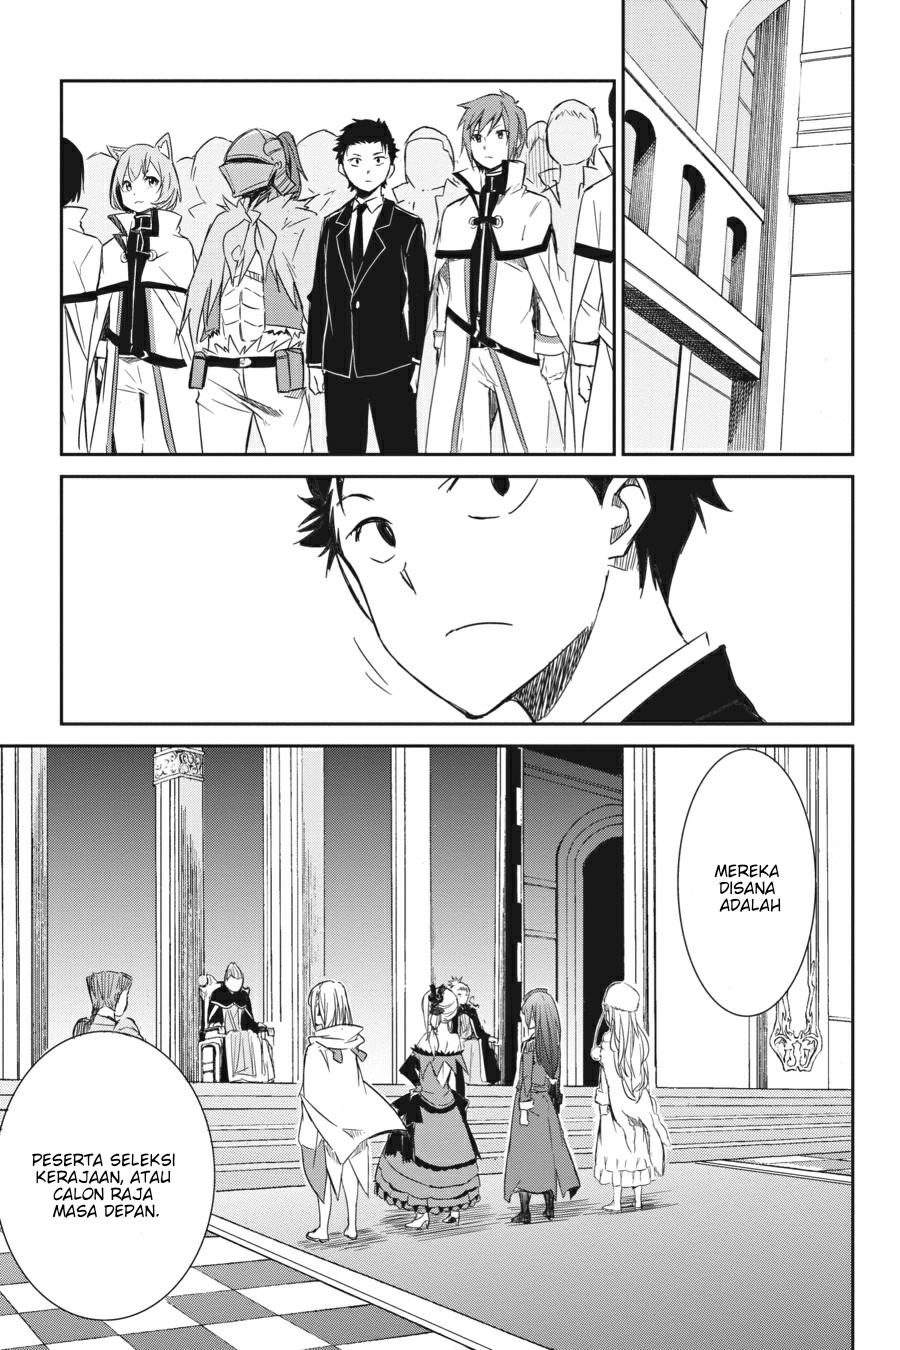 MEREKA
DISANA
ADALAH
PESERTA SELEKSI
KERAJAAN, ATAU
CALON RAJA
MASA DEPAN.